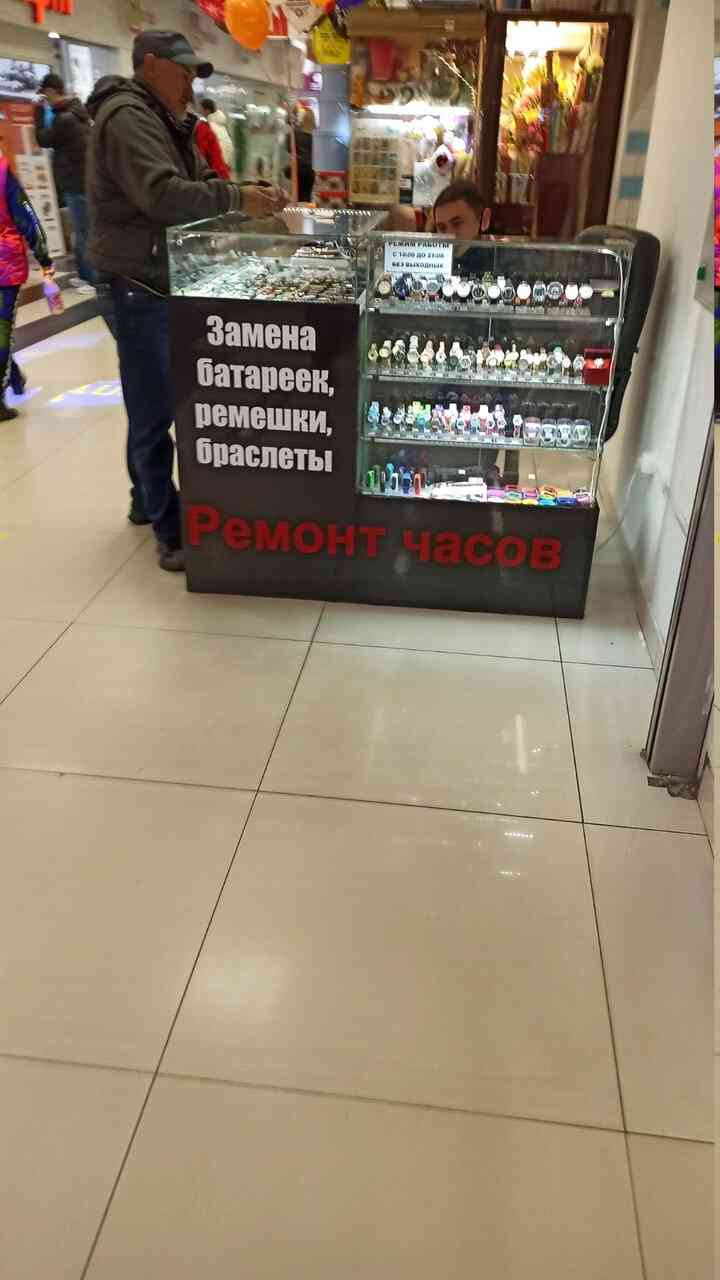 РЕЖИМ РАБОТЫ
БЕЗ ВЫХОДНЫХ
Замена
батареек,
ремешки,
браслеты
Ремонт часов